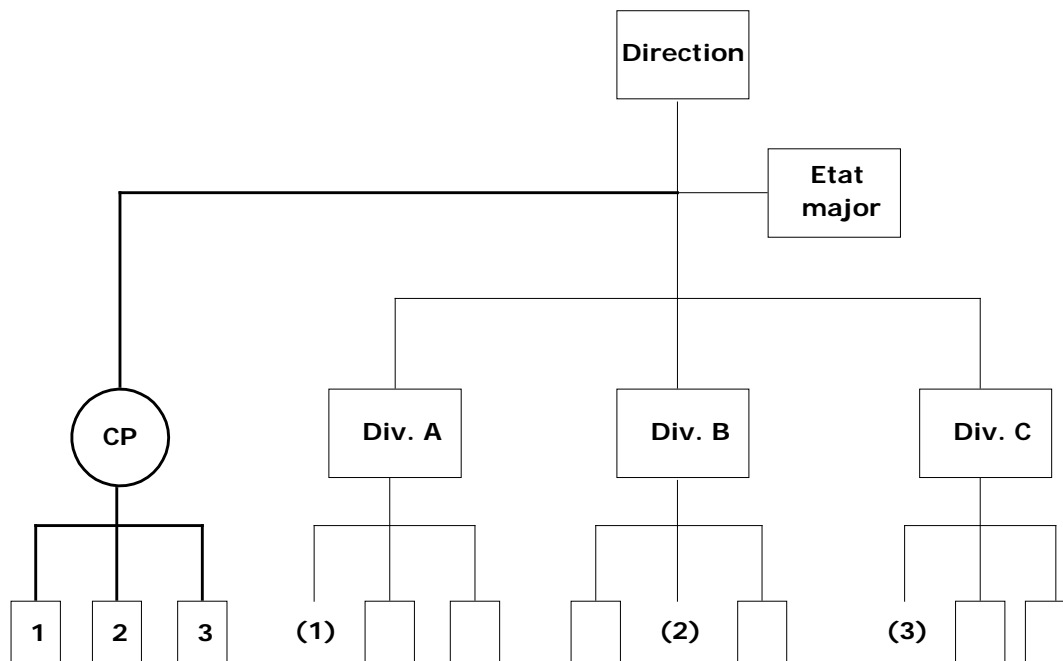 Direction
Etat
major
CP
Div. A
Div. B
Div. C
1
2
3
(1)
(2)
(3)